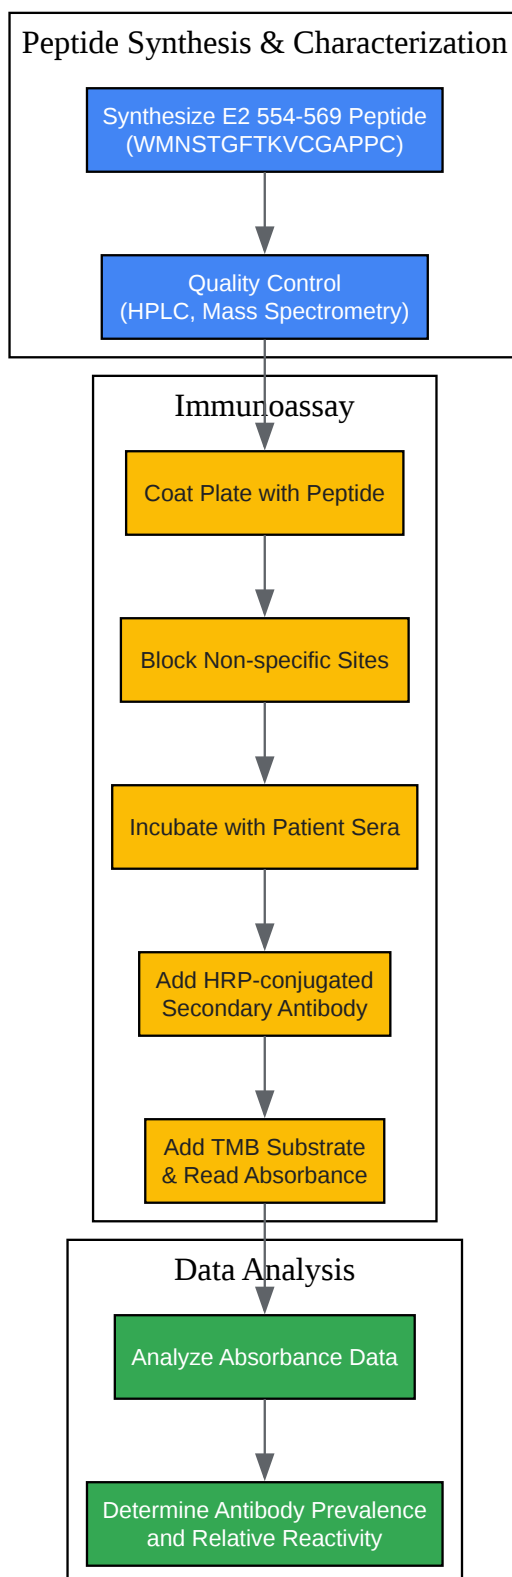 Peptide Synthesis & Characterization
Synthesize E2 554-569 Peptide
(WMNSTGFTKVCGAPPC)
Quality Control
(HPLC, Mass Spectrometry)
Immunoassay
Coat Plate with Peptide
Block Non-specific Sites
Incubate with Patient Sera
Add HRP-conjugated
Secondary Antibody
Add TMB Substrate
& Read Absorbance
Data Analysis
Analyze Absorbance Data
Determine Antibody Prevalence
and Relative Reactivity